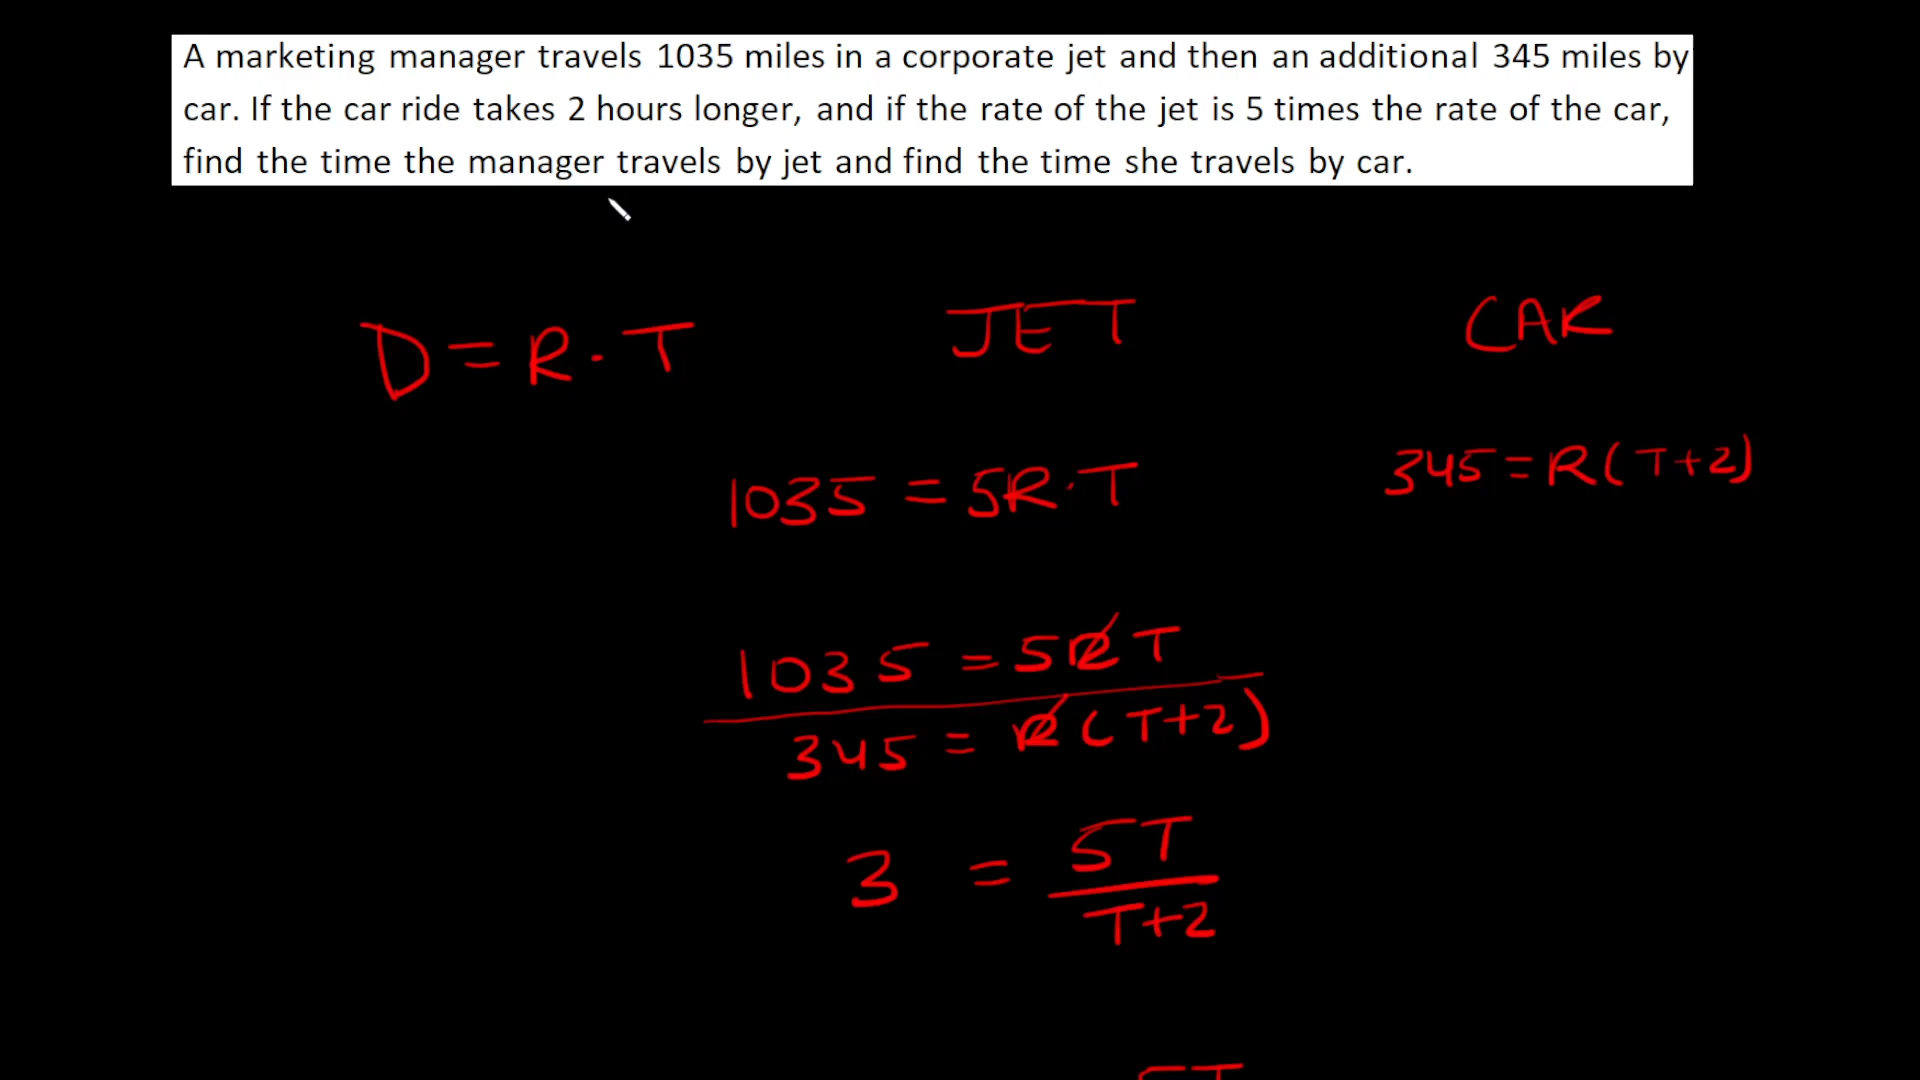 A marketing manager travels 1035 miles in a corporate jet and then an additional 345 miles by
car. If the car ride takes 2 hours longer, and if the rate of the jet is 5 times the rate of the car,
find the time the manager travels by jet and find the time she travels by car.
D = R · T
JET
CAR
1035 = 5R · T
345 = R(T+2)
1035 = 5RT
345 = R(T+2)
3 = 5T
T+2
5T